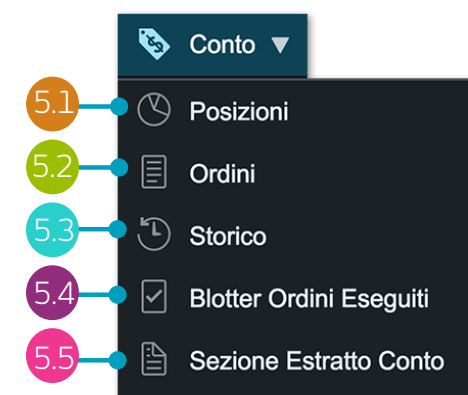 Conto ▼
5.1 Posizioni
5.2 Ordini
5.3 Storico
5.4 Blotter Ordini Eseguiti
5.5 Sezione Estratto Conto